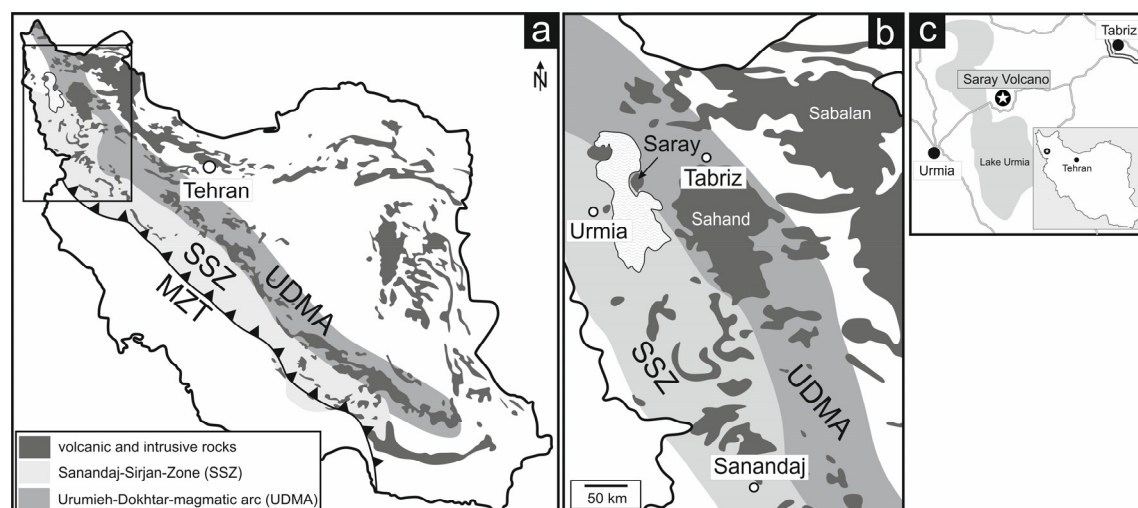 a
N
Tehran
SSZ
MZT
UDMA
volcanic and intrusive rocks
Sanandaj-Sirjan-Zone (SSZ)
Urumieh-Dokhtar-magmatic arc (UDMA)
b
Sabalan
Saray
Tabriz
Urmia
Sahand
SSZ
UDMA
Sanandaj
50 km
c
Tabriz
Saray Volcano
Urmia
Lake Urmia
Tehran